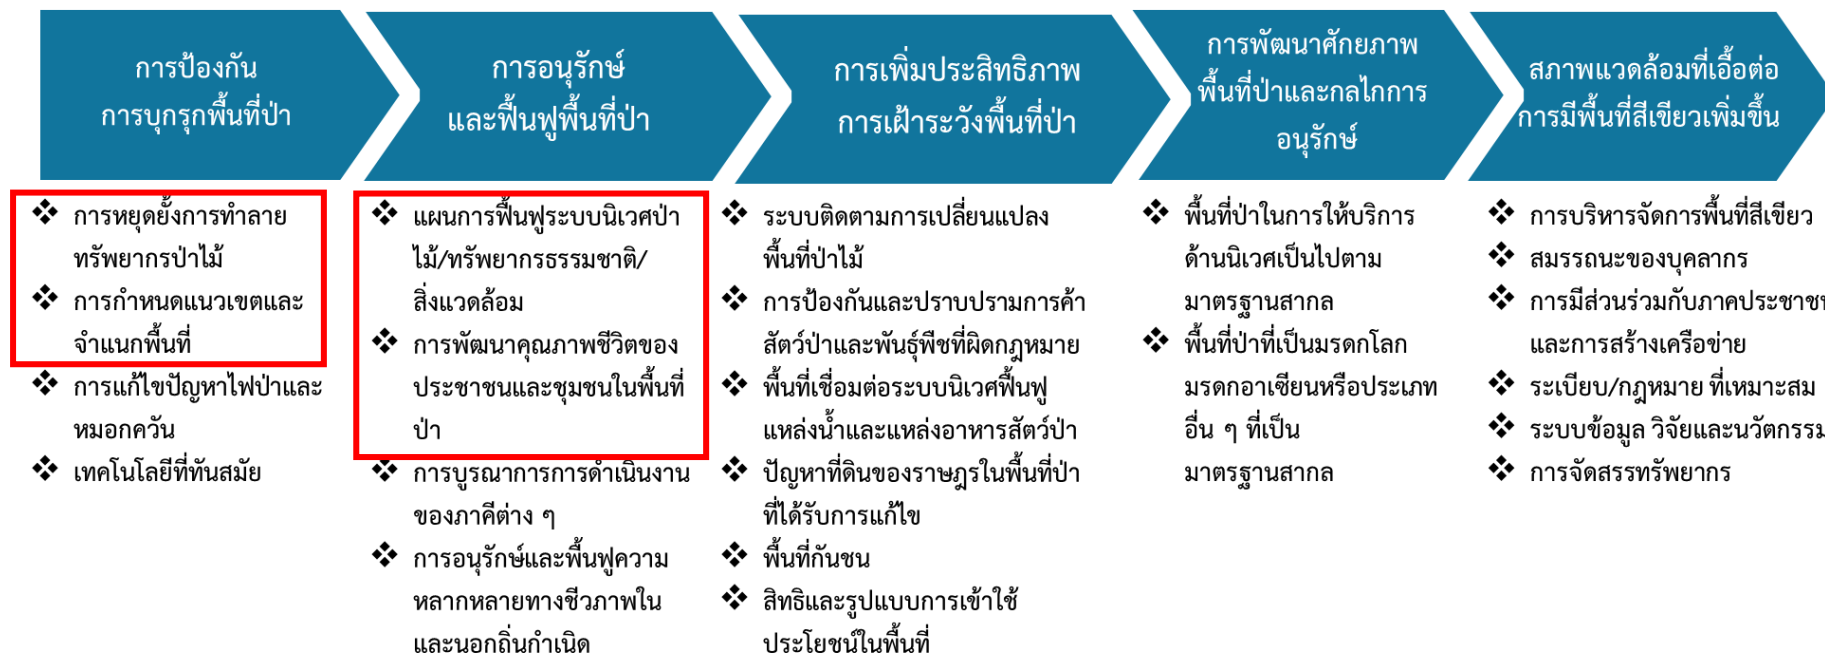 การป้องกัน
การบุกรุกพื้นที่ป่า
การอนุรักษ์
และฟื้นฟูพื้นที่ป่า
การเพิ่มประสิทธิภาพ
การเฝ้าระวังพื้นที่ป่า
การพัฒนาศักยภาพ
พื้นที่ป่าและกลไกการ
อนุรักษ์
สภาพแวดล้อมที่เอื้อต่อ
การมีพื้นที่สีเขียวเพิ่มขึ้น
❖ การหยุดยั้งการทำลาย
ทรัพยากรป่าไม้
❖ การกำหนดแนวเขตและ
จำแนกพื้นที่
❖ การแก้ไขปัญหาไฟป่าและ
หมอกควัน
❖ เทคโนโลยีที่ทันสมัย
❖ แผนการฟื้นฟูระบบนิเวศป่า
ไม้/ทรัพยากรธรรมชาติ/
สิ่งแวดล้อม
❖ การพัฒนาคุณภาพชีวิตของ
ประชาชนและชุมชนในพื้นที่
ป่า
❖ การบูรณาการการดำเนินงาน
ของภาคีต่าง ๆ
❖ การอนุรักษ์และพื้นฟูความ
หลากหลายทางชีวภาพใน
และนอกถิ่นกำเนิด
❖ ระบบติดตามการเปลี่ยนแปลง
พื้นที่ป่าไม้
❖ การป้องกันและปราบปรามการค้า
สัตว์ป่าและพันธุ์พืชที่ผิดกฎหมาย
❖ พื้นที่เชื่อมต่อระบบนิเวศฟื้นฟู
แหล่งน้ำและแหล่งอาหารสัตว์ป่า
❖ ปัญหาที่ดินของราษฎรในพื้นที่ป่า
ที่ได้รับการแก้ไข
❖ พื้นที่กันชน
❖ สิทธิและรูปแบบการเข้าใช้
ประโยชน์ในพื้นที่
❖ พื้นที่ป่าในการให้บริการ
ด้านนิเวศเป็นไปตาม
มาตรฐานสากล
❖ พื้นที่ป่าที่เป็นมรดกโลก
มรดกอาเซียนหรือประเภท
อื่น ๆ ที่เป็น
มาตรฐานสากล
❖ การบริหารจัดการพื้นที่สีเขียว
❖ สมรรถนะของบุคลากร
❖ การมีส่วนร่วมกับภาคประชาชน
และการสร้างเครือข่าย
❖ ระเบียบ/กฎหมาย ที่เหมาะสม
❖ ระบบข้อมูล วิจัยและนวัตกรรม
❖ การจัดสรรทรัพยากร